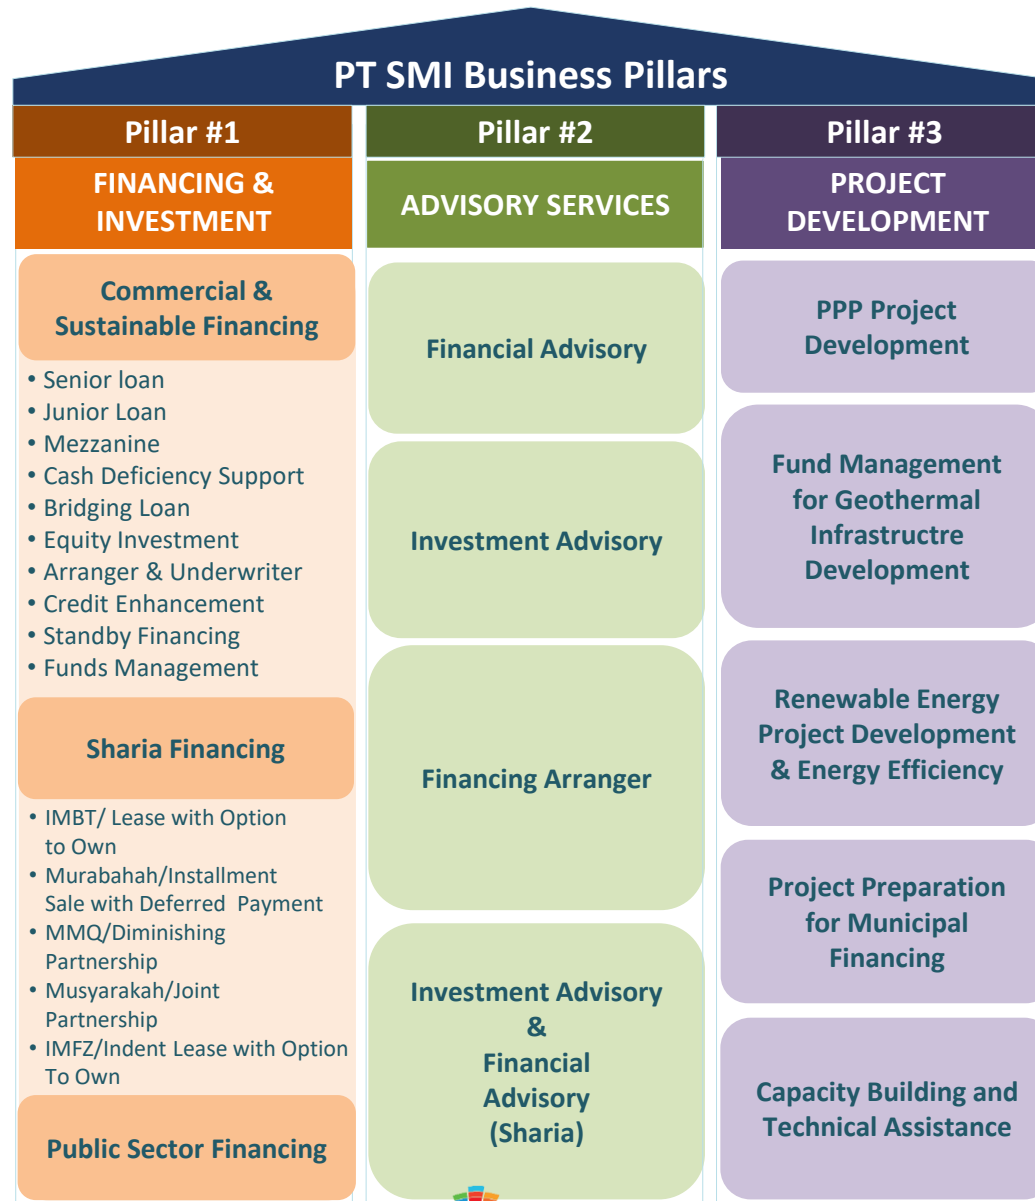 PT SMI Business Pillars
Pillar #1
FINANCING &
INVESTMENT
Commercial &
Sustainable Financing
• Senior loan
• Junior Loan
• Mezzanine
• Cash Deficiency Support
• Bridging Loan
• Equity Investment
• Arranger & Underwriter
• Credit Enhancement
• Standby Financing
• Funds Management
Sharia Financing
• IMBT/ Lease with Option
to Own
• Murabahah/Installment
Sale with Deferred Payment
• MMQ/Diminishing
Partnership
• Musyarakah/Joint
Partnership
• IMFZ/Indent Lease with Option
To Own
Public Sector Financing
Pillar #2
ADVISORY SERVICES
Financial Advisory
Investment Advisory
Financing Arranger
Investment Advisory
&
Financial
Advisory
(Sharia)
Pillar #3
PROJECT
DEVELOPMENT
PPP Project
Development
Fund Management
for Geothermal
Infrastructre
Development
Renewable Energy
Project Development
& Energy Efficiency
Project Preparation
for Municipal
Financing
Capacity Building and
Technical Assistance